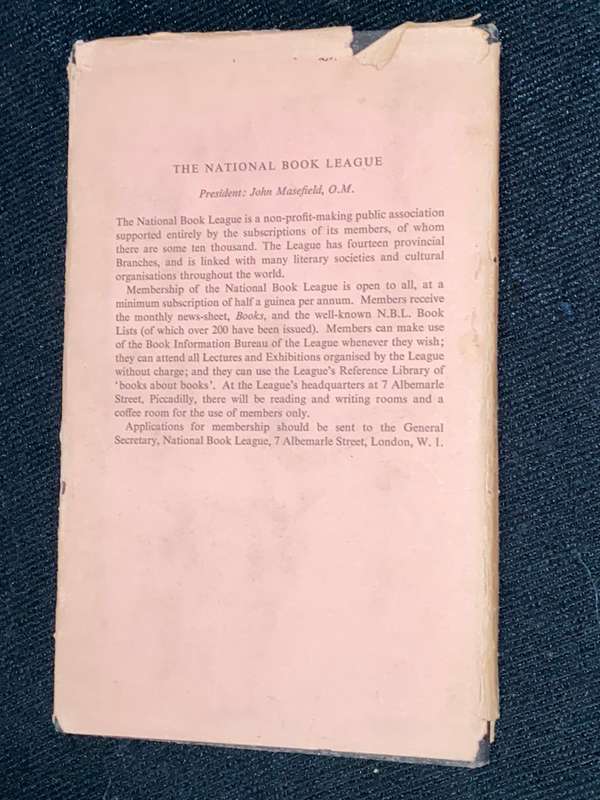 THE NATIONAL BOOK LEAGUE
President: John Masefield, O.M.
The National Book League is a non-profit-making public association
supported entirely by the subscriptions of its members, of whom
there are some ten thousand. The League has fourteen provincial
Branches, and is linked with many literary societies and cultural
organisations throughout the world.
Membership of the National Book League is open to all, at a
minimum subscription of half a guinea per annum. Members receive
the monthly news-sheet, Books, and the well-known N.B.L. Book
Lists (of which over 200 have been issued). Members can make use
of the Book Information Bureau of the League whenever they wish;
they can attend all Lectures and Exhibitions organised by the League
without charge; and they can use the League's Reference Library of
'books about books'. At the League's headquarters at 7 Albemarle
Street, Piccadilly, there will be reading and writing rooms and a
coffee room for the use of members only.
Applications for membership should be sent to the General
Secretary, National Book League, 7 Albemarle Street, London, W. 1.